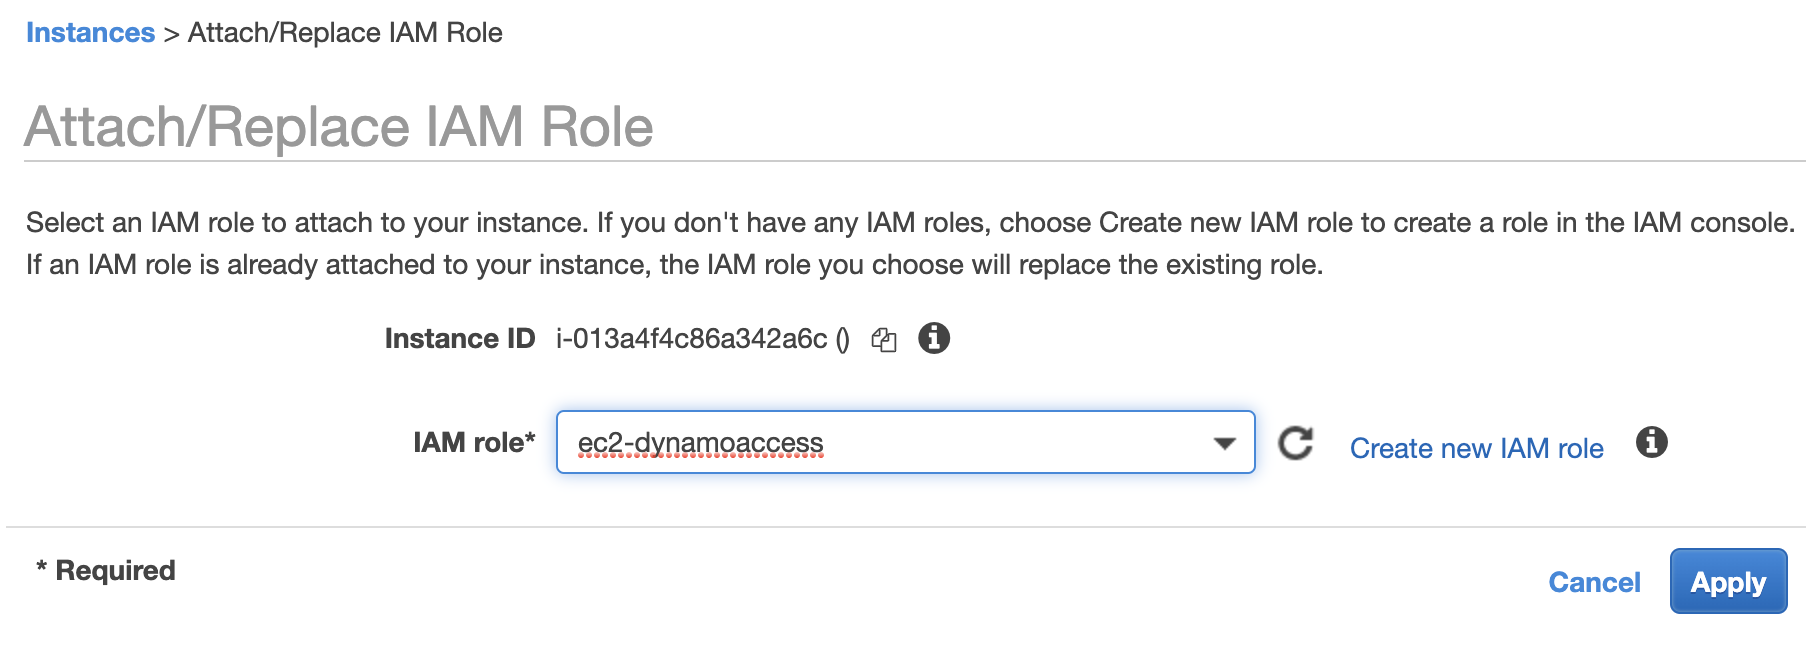 Instances > Attach/Replace IAM Role
Attach/Replace IAM Role
Select an IAM role to attach to your instance. If you don't have any IAM roles, choose Create new IAM role to create a role in the IAM console.
If an IAM role is already attached to your instance, the IAM role you choose will replace the existing role.
Instance ID i-013a4f4c86a342a6c ()
IAM role* ec2-dynamoaccess Create new IAM role
* Required
Cancel Apply